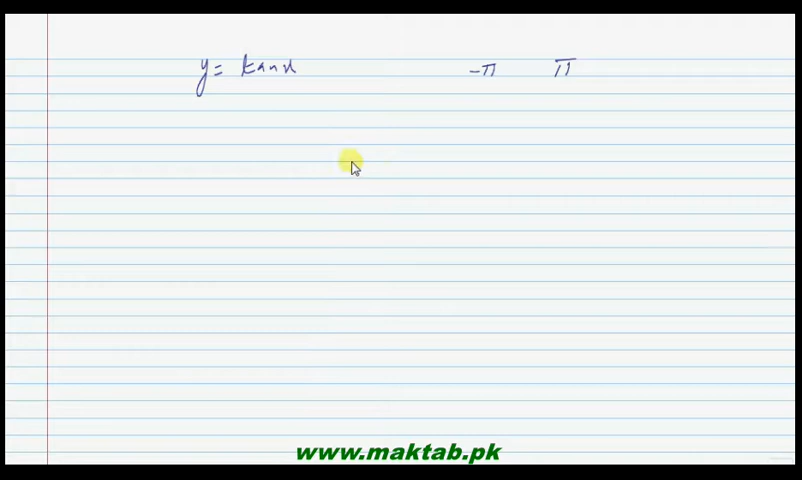 y = tan x -π π
www.maktab.pk